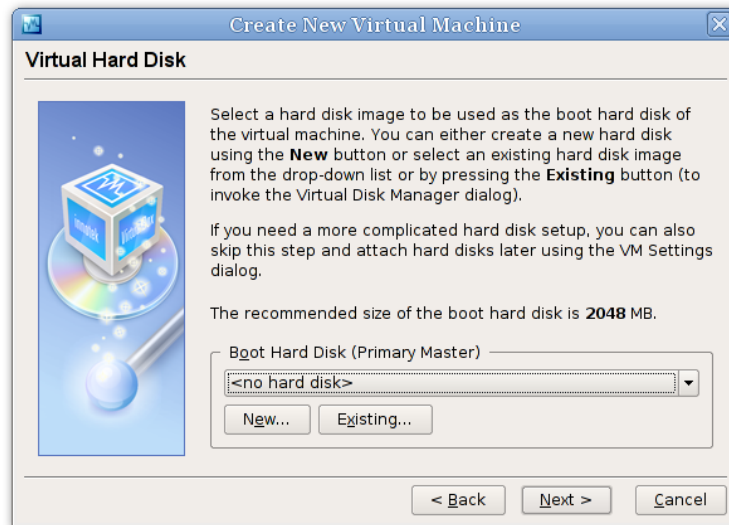 Create New Virtual Machine
Virtual Hard Disk
Select a hard disk image to be used as the boot hard disk of
the virtual machine. You can either create a new hard disk
using the New button or select an existing hard disk image
from the drop-down list or by pressing the Existing button (to
invoke the Virtual Disk Manager dialog).
If you need a more complicated hard disk setup, you can also
skip this step and attach hard disks later using the VM Settings
dialog.
The recommended size of the boot hard disk is 2048 MB.
innotek
VirtualBox
Boot Hard Disk (Primary Master)
<no hard disk>
New...
Existing...
< Back
Next >
Cancel